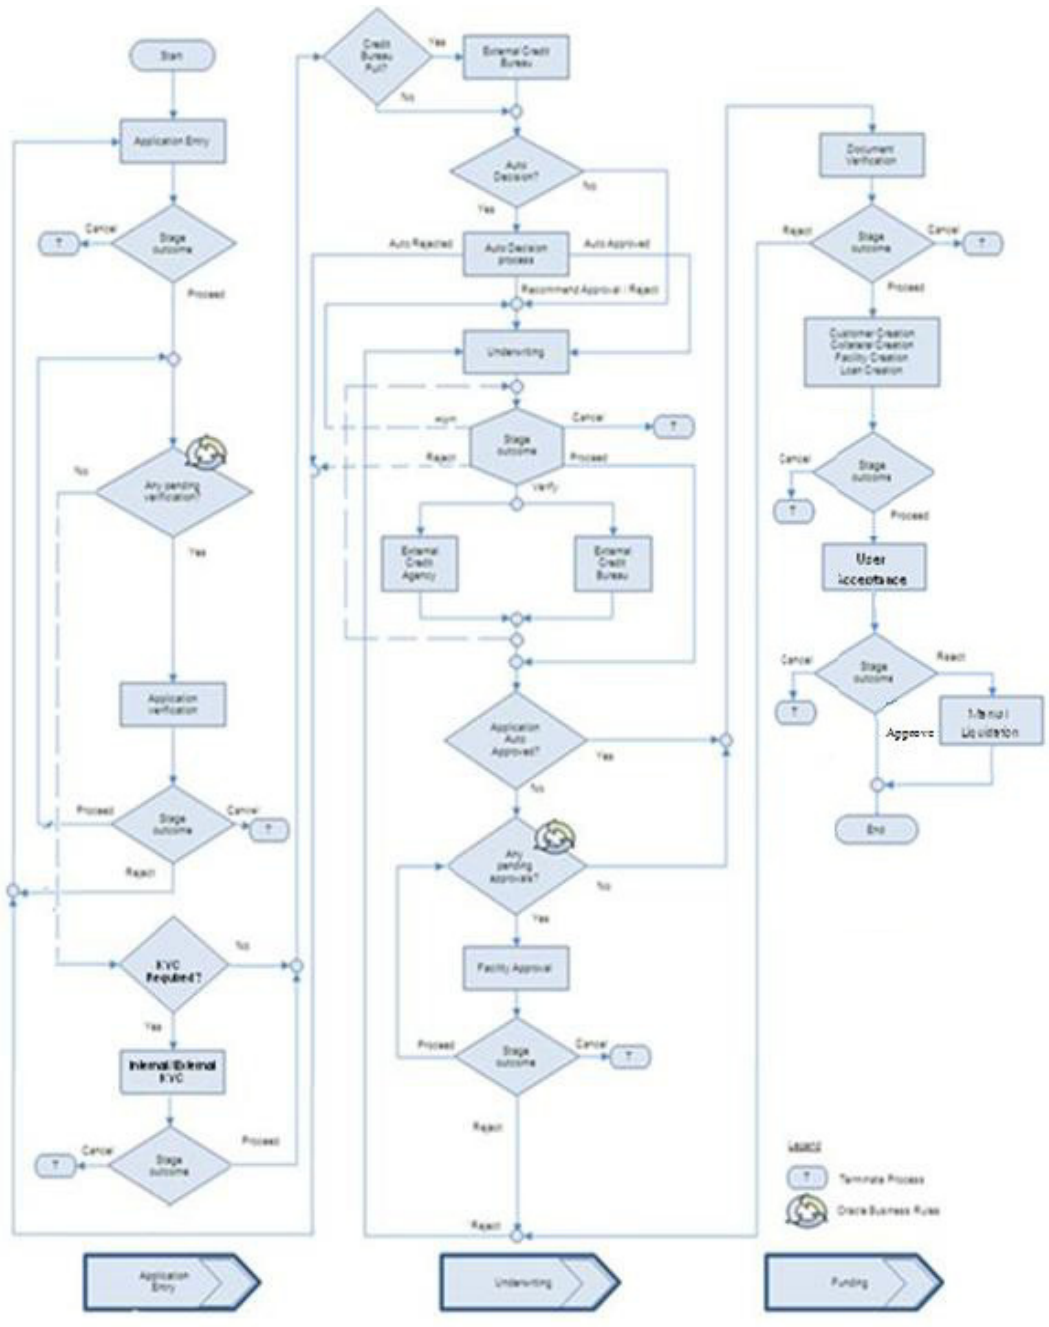 Start
Application Entry
Stage
outcome
Cancel
T
Proceed
Any pending
verification?
No
Yes
Application
verification
Stage
outcome
Proceed
Cancel
T
Reject
KYC
Required?
No
Yes
Internal/External
KYC
Stage
outcome
Cancel
T
Proceed
Application
Entry
Credit
Bureau
Pull?
Yes
No
External Credit
Bureau
Auto
Decision?
No
Yes
Auto Rejected
Auto Decision
process
Auto Approved
Recommend Approval / Reject
Underwriting
Stage
outcome
Cancel
T
Reject
Proceed
Verify
External
Credit
Agency
External
Credit
Bureau
Application
Auto
Approved?
Yes
No
Any
pending
approvals?
No
Yes
Facility Approval
Stage
outcome
Proceed
Cancel
T
Reject
Reject
Underwriting
Document
Verification
Reject
Stage
outcome
Cancel
T
Proceed
Customer Creation
Collateral Creation
Facility Creation
Loan Creation
Cancel
T
Stage
outcome
Proceed
User
Acceptance
Cancel
T
Stage
outcome
Reject
Approve
Manual
Liquidation
End
Legend
T
Terminate Process
Oracle Business Rules
Funding